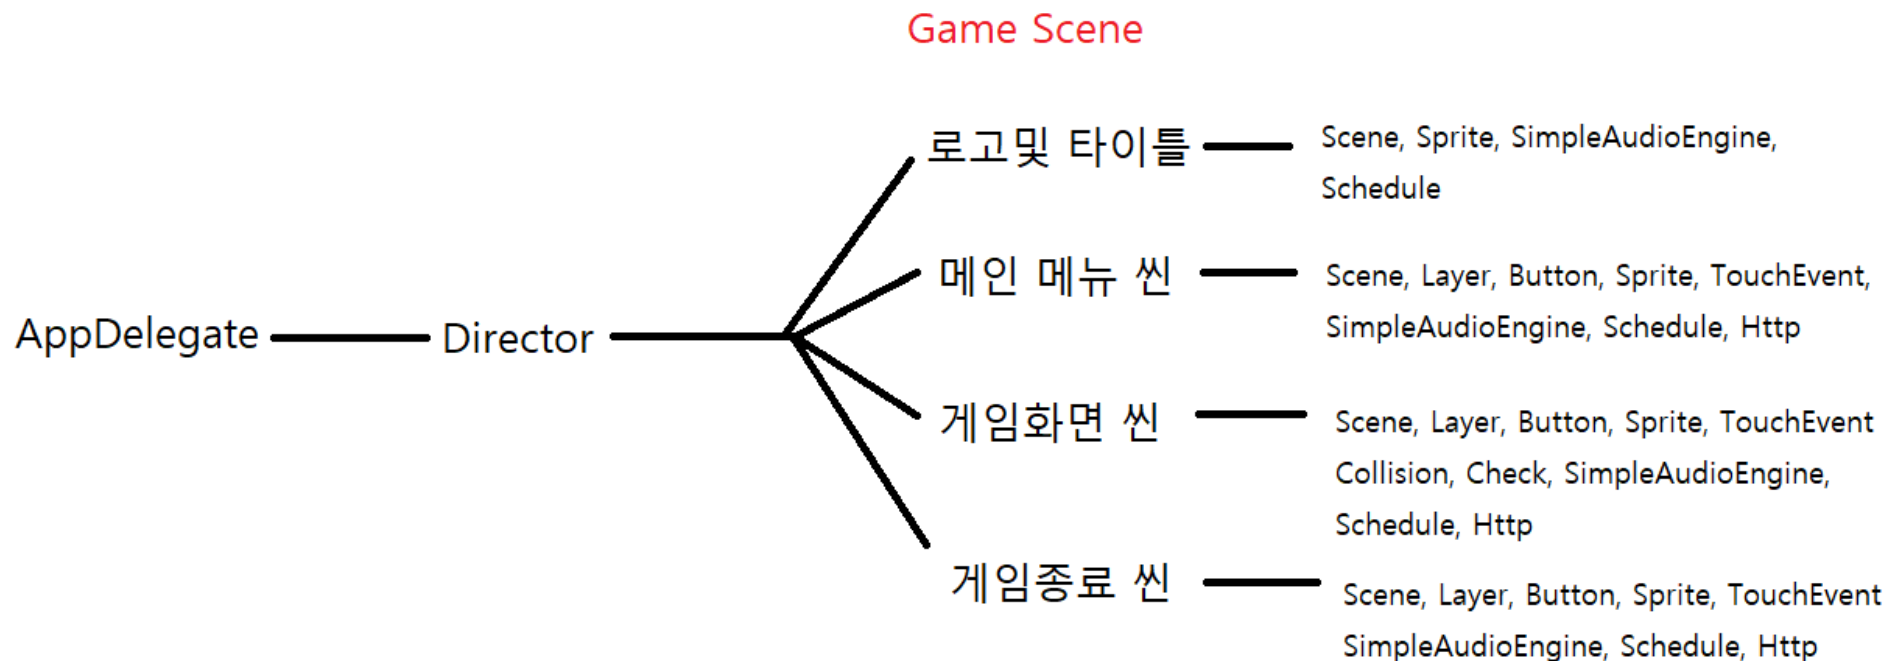 Game Scene
AppDelegate
Director
로고및 타이틀
Scene, Sprite, SimpleAudioEngine,
Schedule
메인 메뉴 씬
Scene, Layer, Button, Sprite, TouchEvent,
SimpleAudioEngine, Schedule, Http
게임화면 씬
Scene, Layer, Button, Sprite, TouchEvent
Collision, Check, SimpleAudioEngine,
Schedule, Http
게임종료 씬
Scene, Layer, Button, Sprite, TouchEvent
SimpleAudioEngine, Schedule, Http